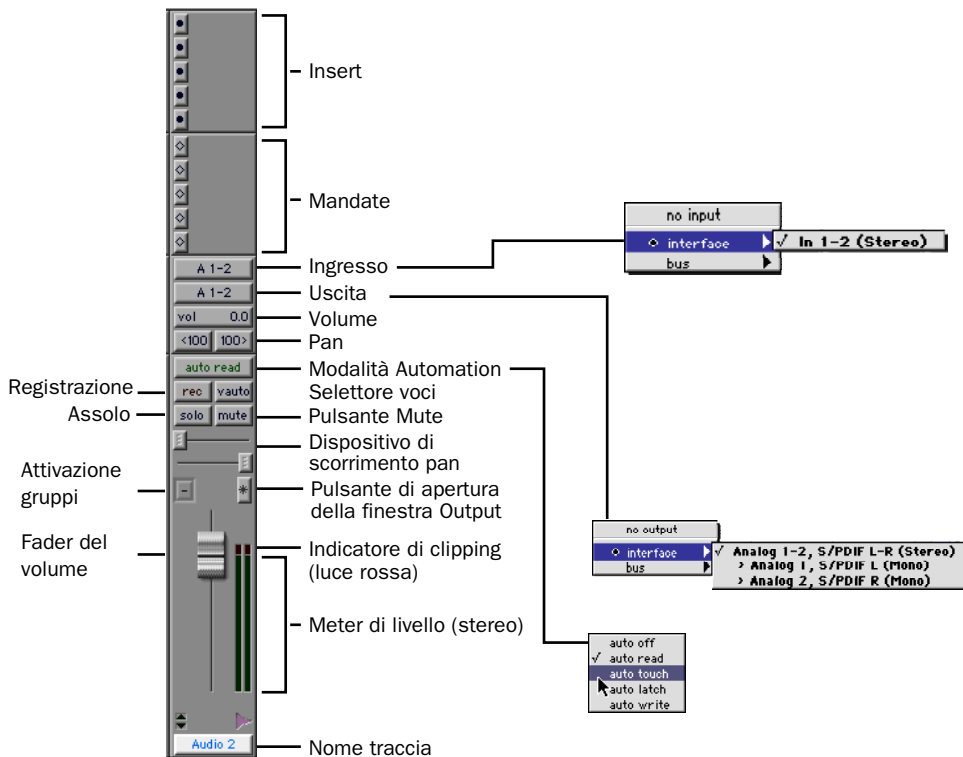 Insert
Mandate
no input
interface
In 1-2 (Stereo)
bus
A 1-2
Ingresso
A 1-2
Uscita
vol 0.0
Volume
<100 100>
Pan
auto read
Modalità Automation
Registrazione
rec vauto
Selettore voci
Assolo
solo mute
Pulsante Mute
Dispositivo di
scorrimento pan
Attivazione
gruppi
-
*
Pulsante di apertura
della finestra Output
Fader del
volume
Indicatore di clipping
(luce rossa)
no output
interface
bus
Analog 1-2, S/PDIF L-R (Stereo)
> Analog 1, S/PDIF L (Mono)
> Analog 2, S/PDIF R (Mono)
Meter di livello (stereo)
auto off
auto read
auto touch
auto latch
auto write
Audio 2
Nome traccia